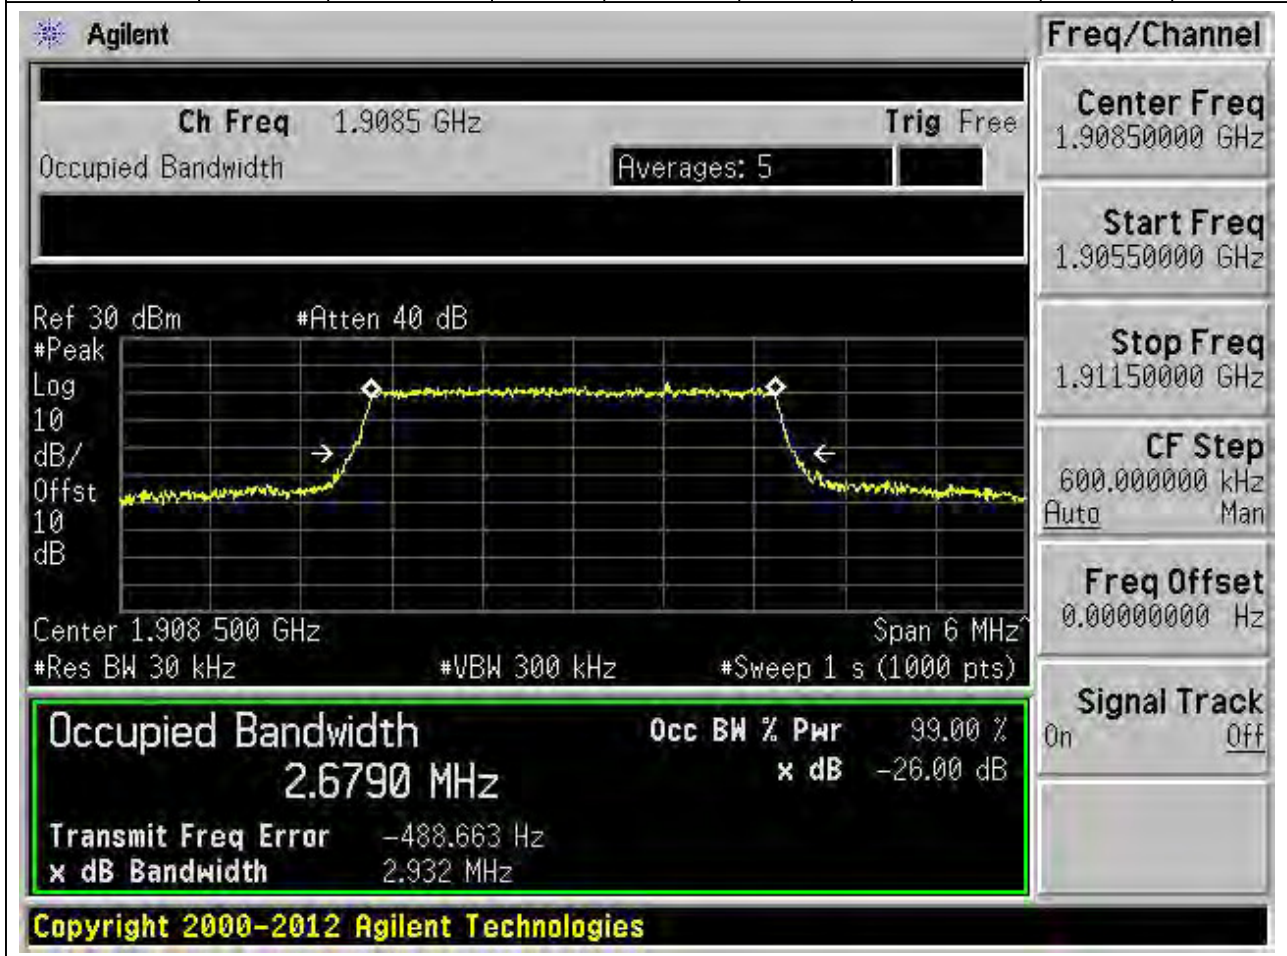 Agilent
Freq/Channel
Ch Freq 1.9085 GHz Trig Free
Occupied Bandwidth Averages: 5
Center Freq
1.90850000 GHz
Start Freq
1.90550000 GHz
Stop Freq
1.91150000 GHz
CF Step
600.000000 kHz
Auto Man
Freq Offset
0.00000000 Hz
Signal Track
On Off
Ref 30 dBm #Atten 40 dB
#Peak
Log
10
dB/
Offst
10
dB
Center 1.908 500 GHz Span 6 MHz^
#Res BW 30 kHz #VBW 300 kHz #Sweep 1 s (1000 pts)
Occupied Bandwidth Occ BW % Pwr 99.00 %
2.6790 MHz x dB -26.00 dB
Transmit Freq Error -488.663 Hz
x dB Bandwidth 2.932 MHz
Copyright 2000-2012 Agilent Technologies